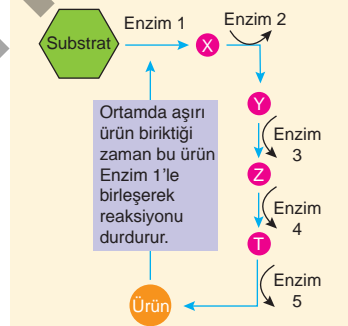 Enzim 1
Enzim 2
Substrat
X
Y
Ortamda aşırı
ürün biriktiği
zaman bu ürün
Enzim 1'le
birleşerek
reaksiyonu
durdurur.
Enzim
3
Z
Enzim
4
T
Enzim
5
Ürün